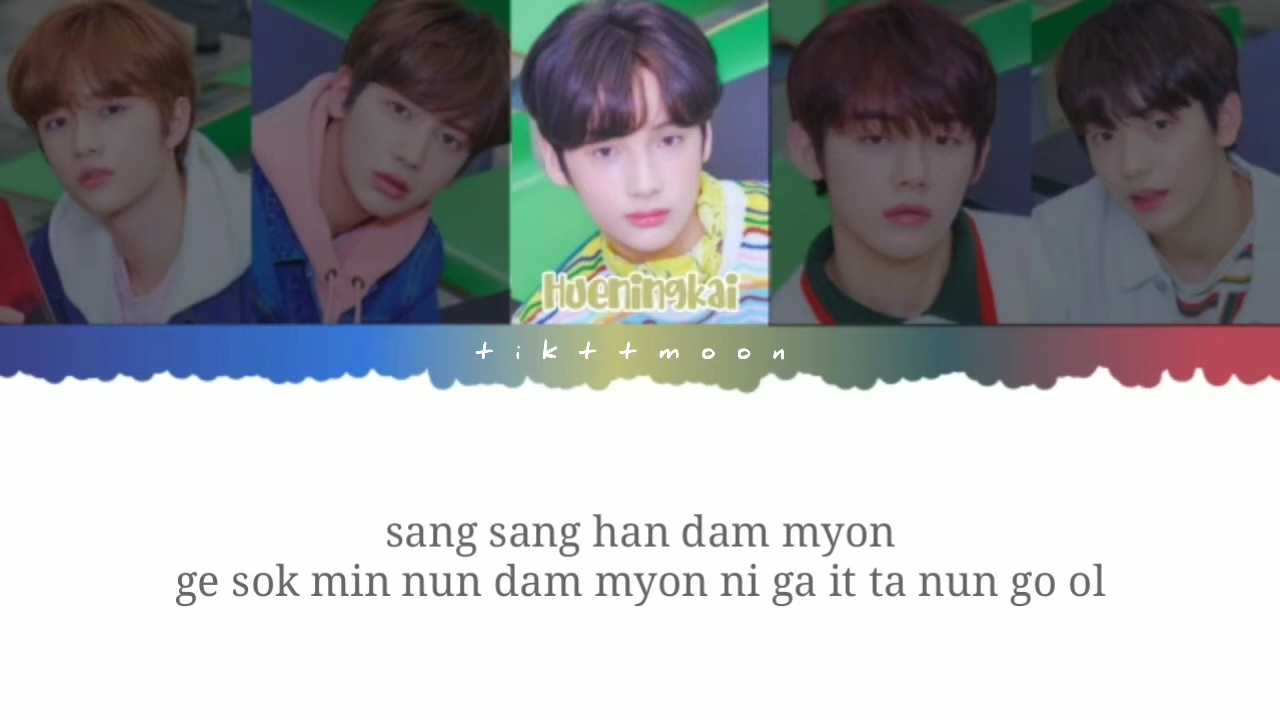 Hueningkai
tikttmoon
sang sang han dam myon
ge sok min nun dam myon ni ga it ta nun go ol